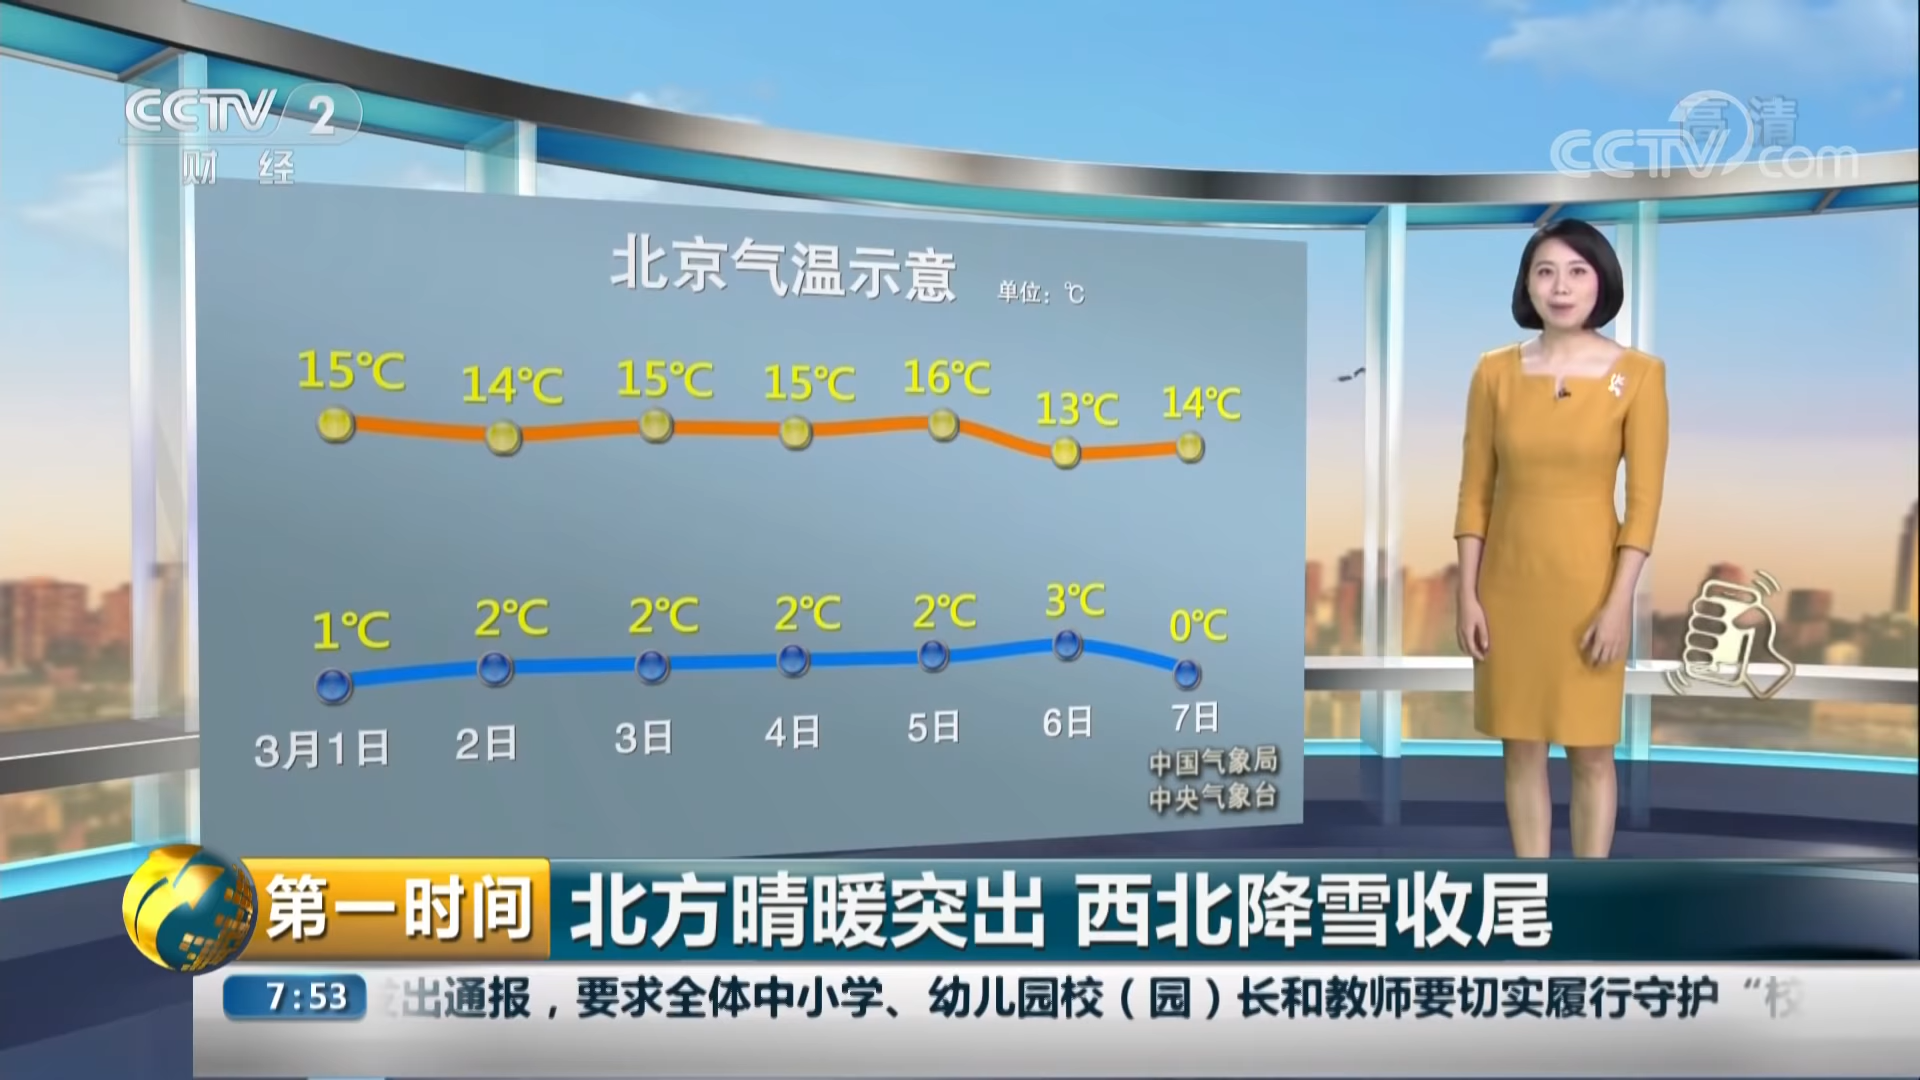 CCTV 2
财 经
高清
CCTV.com
北京气温示意 单位：℃
15℃ 14℃ 15℃ 15℃ 16℃ 13℃ 14℃
1℃ 2℃ 2℃ 2℃ 2℃ 3℃ 0℃
3月1日 2日 3日 4日 5日 6日 7日
中国气象局
中央气象台
第一时间 北方晴暖突出 西北降雪收尾
7:53 发出通报，要求全体中小学、幼儿园校（园）长和教师要切实履行守护“校